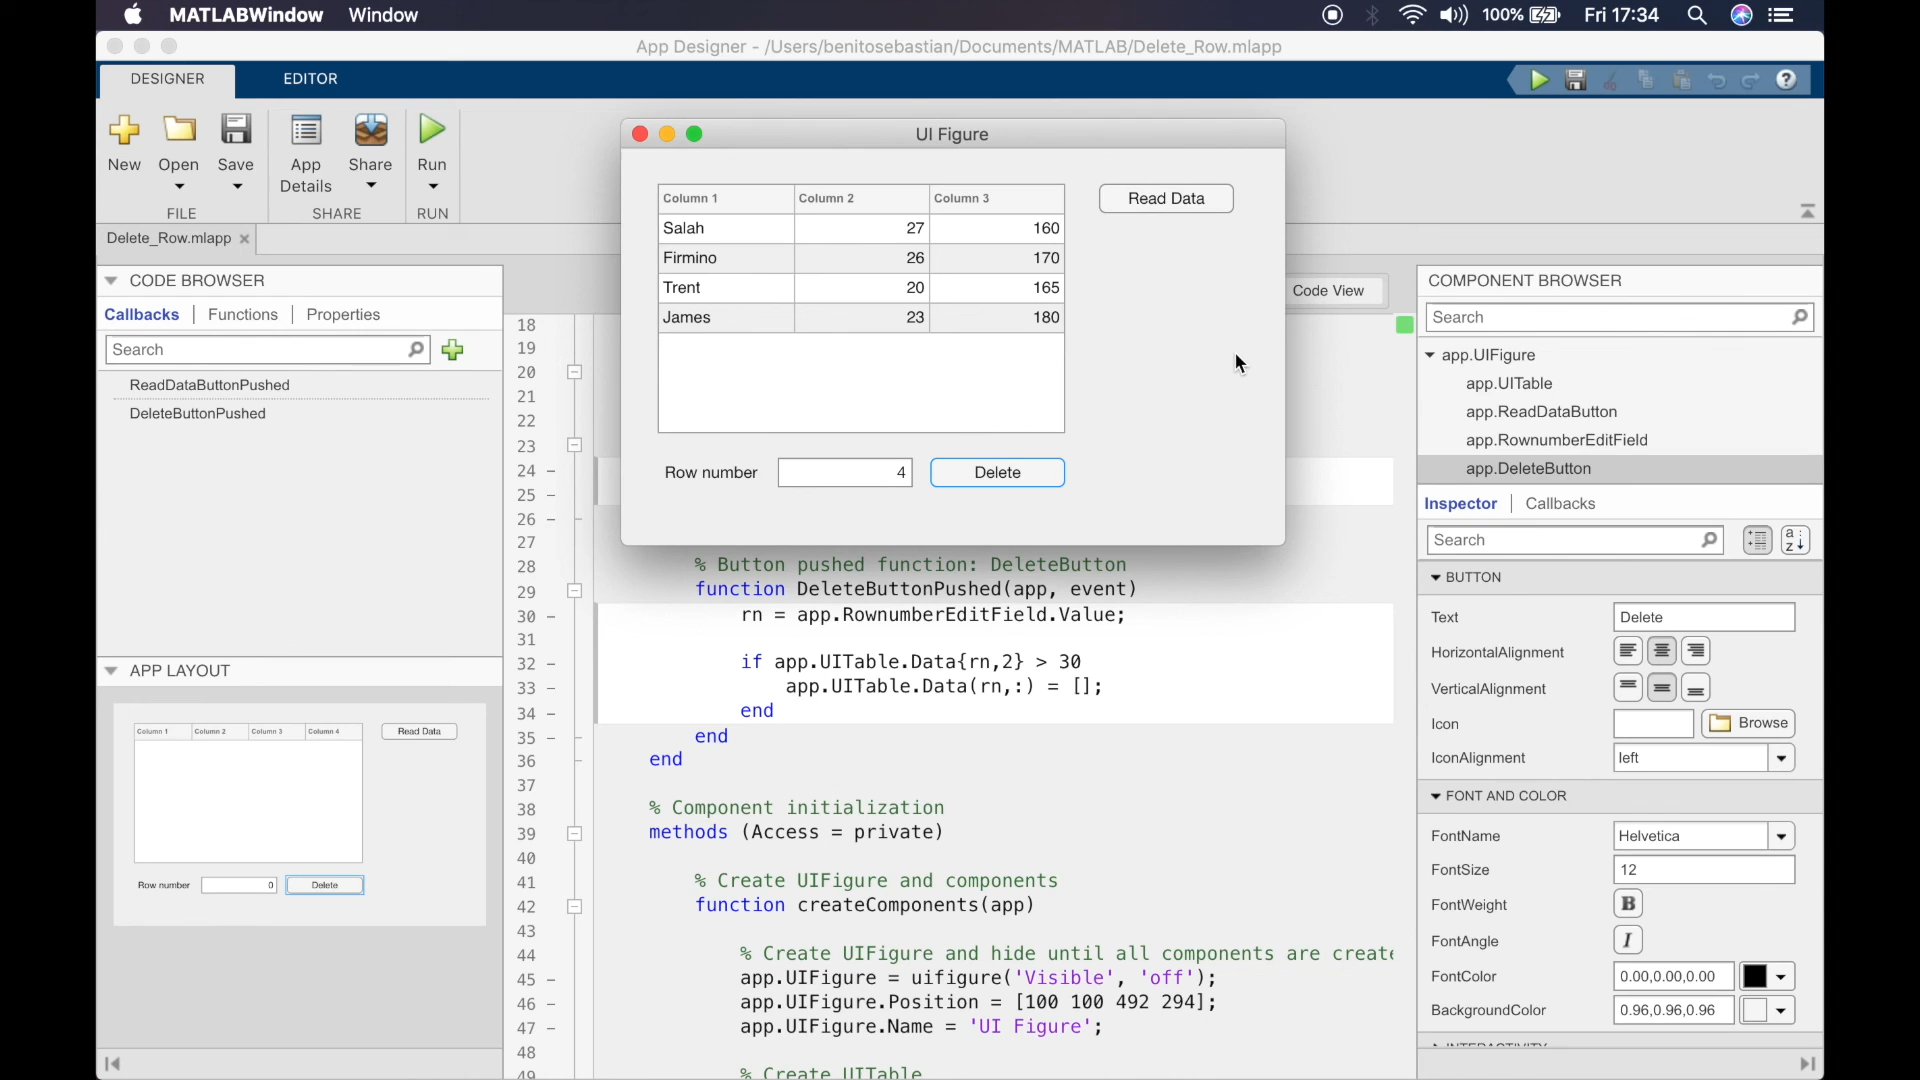 MATLABWindow Window
100% Fri 17:34
App Designer - /Users/benitosebastian/Documents/MATLAB/Delete_Row.mlapp
DESIGNER EDITOR
New Open Save App Details Share Run
FILE SHARE RUN
Delete_Row.mlapp
CODE BROWSER
Callbacks Functions Properties
Search
ReadDataButtonPushed
DeleteButtonPushed
APP LAYOUT
Column 1 Column 2 Column 3 Column 4 Read Data
Row number 0 Delete
UI Figure
Column 1 Column 2 Column 3 Read Data
Salah 27 160
Firmino 26 170
Trent 20 165
James 23 180
Row number 4 Delete
Code View
18
19
20
21
22
23
24
25
26
27
28 % Button pushed function: DeleteButton
29 function DeleteButtonPushed(app, event)
30 rn = app.RownumberEditField.Value;
31
32 if app.UITable.Data{rn,2} > 30
33 app.UITable.Data(rn,:) = [];
34 end
35 end
36 end
37
38 % Component initialization
39 methods (Access = private)
40
41 % Create UIFigure and components
42 function createComponents(app)
43
44 % Create UIFigure and hide until all components are create
45 app.UIFigure = uifigure('Visible', 'off');
46 app.UIFigure.Position = [100 100 492 294];
47 app.UIFigure.Name = 'UI Figure';
48
49 % Create UITable
COMPONENT BROWSER
Search
app.UIFigure
app.UITable
app.ReadDataButton
app.RownumberEditField
app.DeleteButton
Inspector Callbacks
Search
BUTTON
Text Delete
HorizontalAlignment
VerticalAlignment
Icon Browse
IconAlignment left
FONT AND COLOR
FontName Helvetica
FontSize 12
FontWeight B
FontAngle I
FontColor 0.00,0.00,0.00
BackgroundColor 0.96,0.96,0.96
INTERACTIVITY